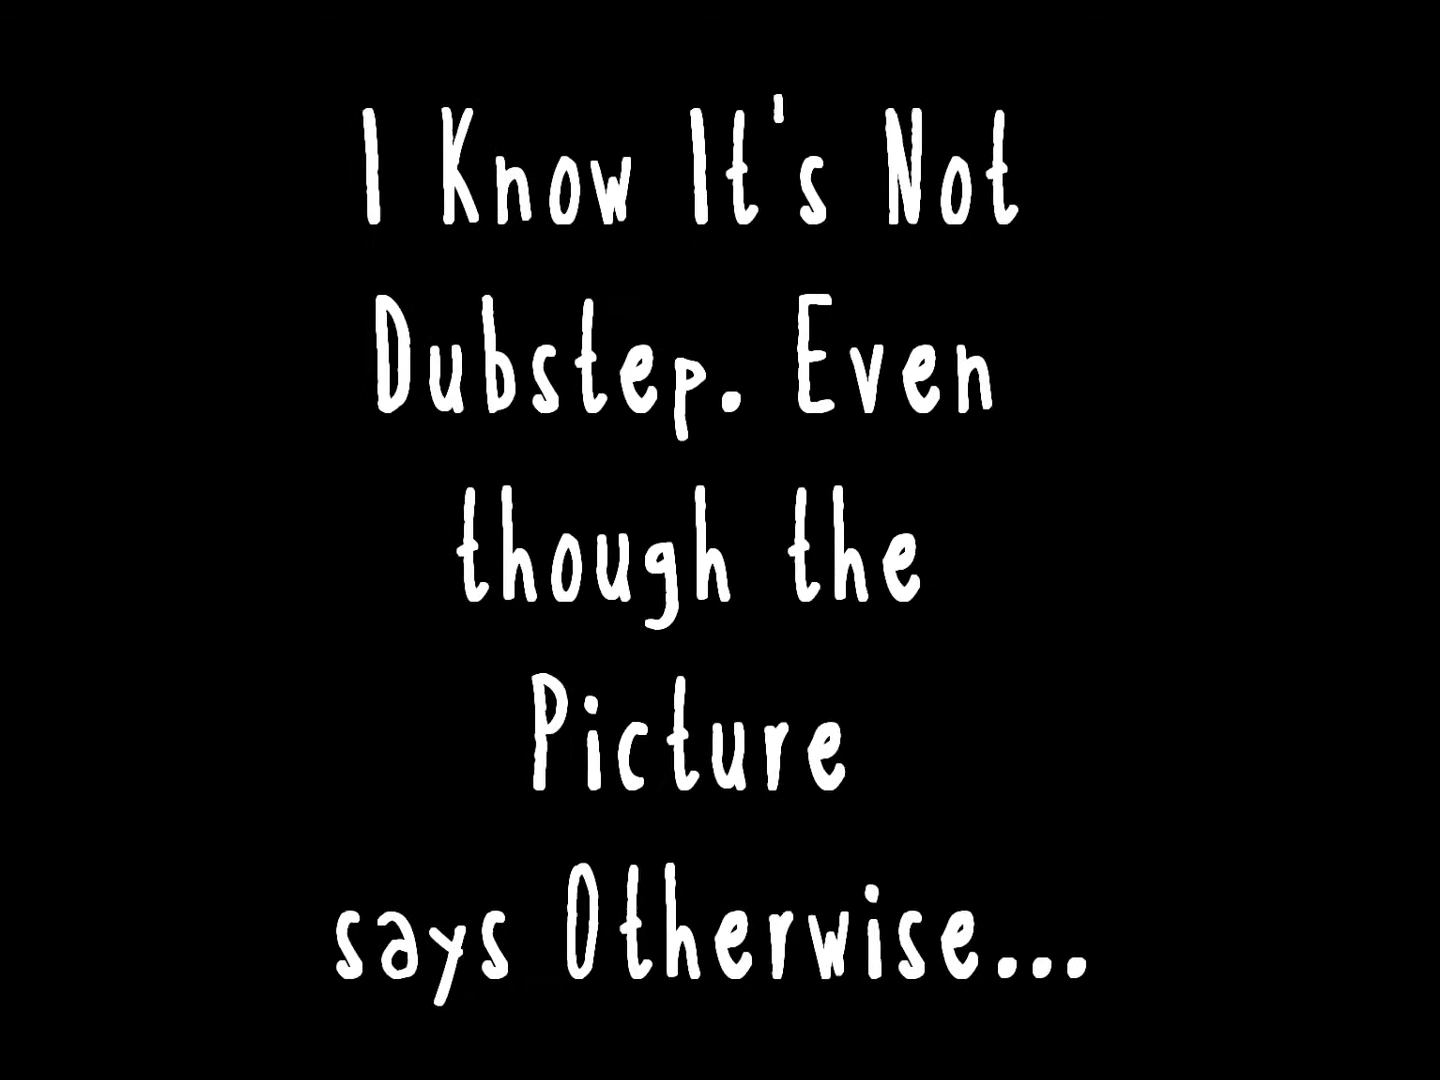 I Know It's Not
Dubstep. Even
though the
Picture
says Otherwise...